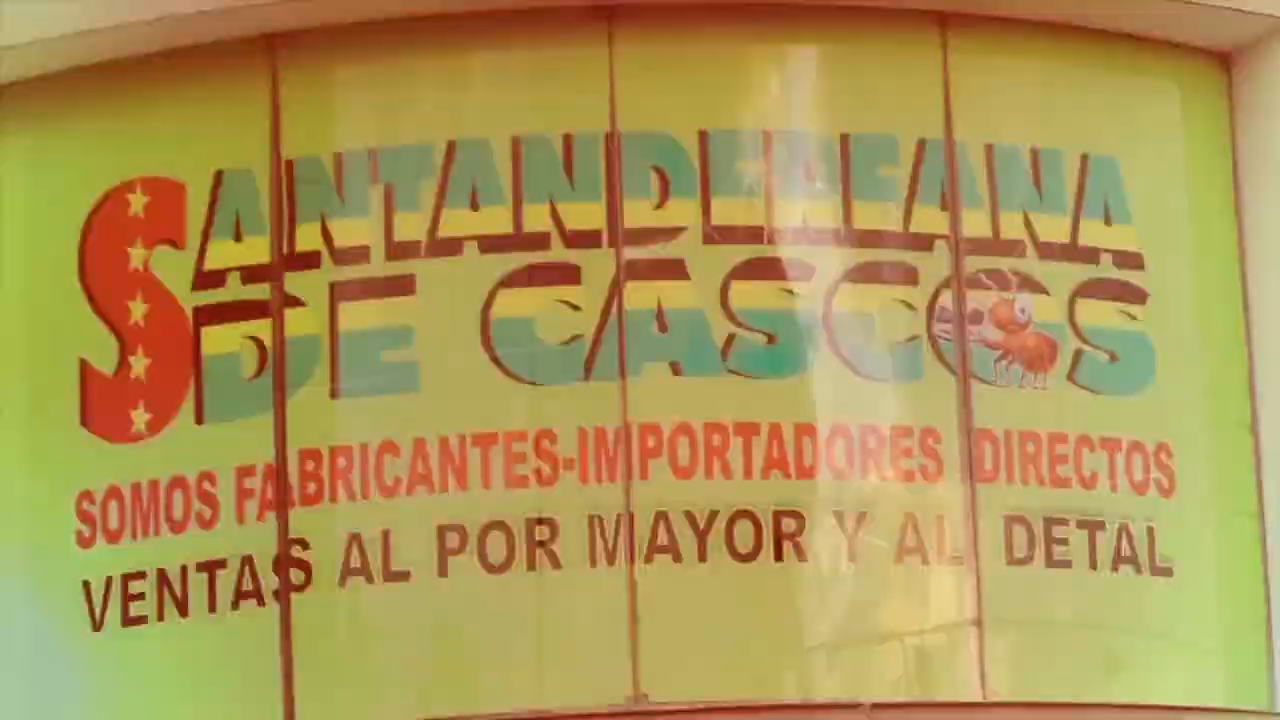 SANTANDEREANA
DE CASCOS
SOMOS FABRICANTES-IMPORTADORES DIRECTOS
VENTAS AL POR MAYOR Y AL DETAL